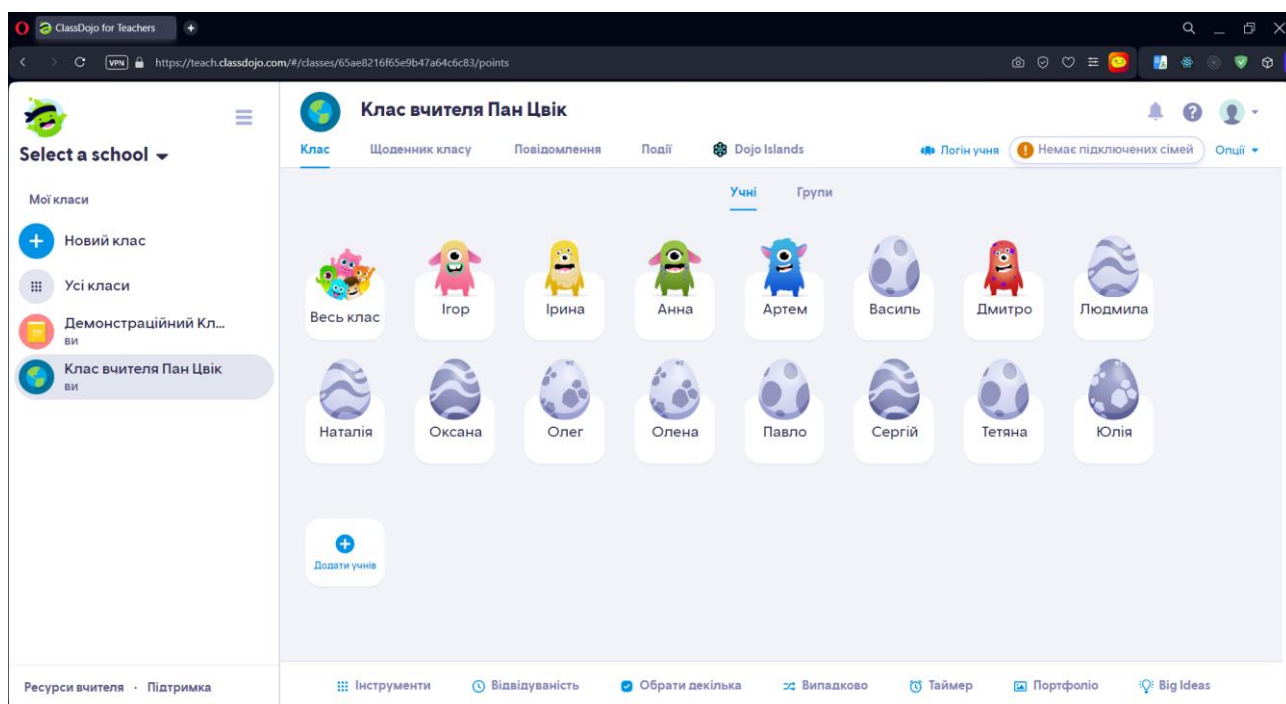 ClassDojo for Teachers
VPN https://teach.classdojo.com/#/classes/65ae8216f65e9b47a64c6c83/points
Select a school
Мої класи
Новий клас
Усі класи
Демонстраційний Кл...
ви
Клас вчителя Пан Цвік
ви
Ресурси вчителя · Підтримка
Клас вчителя Пан Цвік
Клас Щоденник класу Повідомлення Події Dojo Islands Логін учня Немає підключених сімей Опції
Учні Групи
Весь клас Ігор Ірина Анна Артем Василь Дмитро Людмила
Наталія Оксана Олег Олена Павло Сергій Тетяна Юлія
Додати учнів
Інструменти Відвідуваність Обрати декілька Випадково Таймер Портфоліо Big Ideas